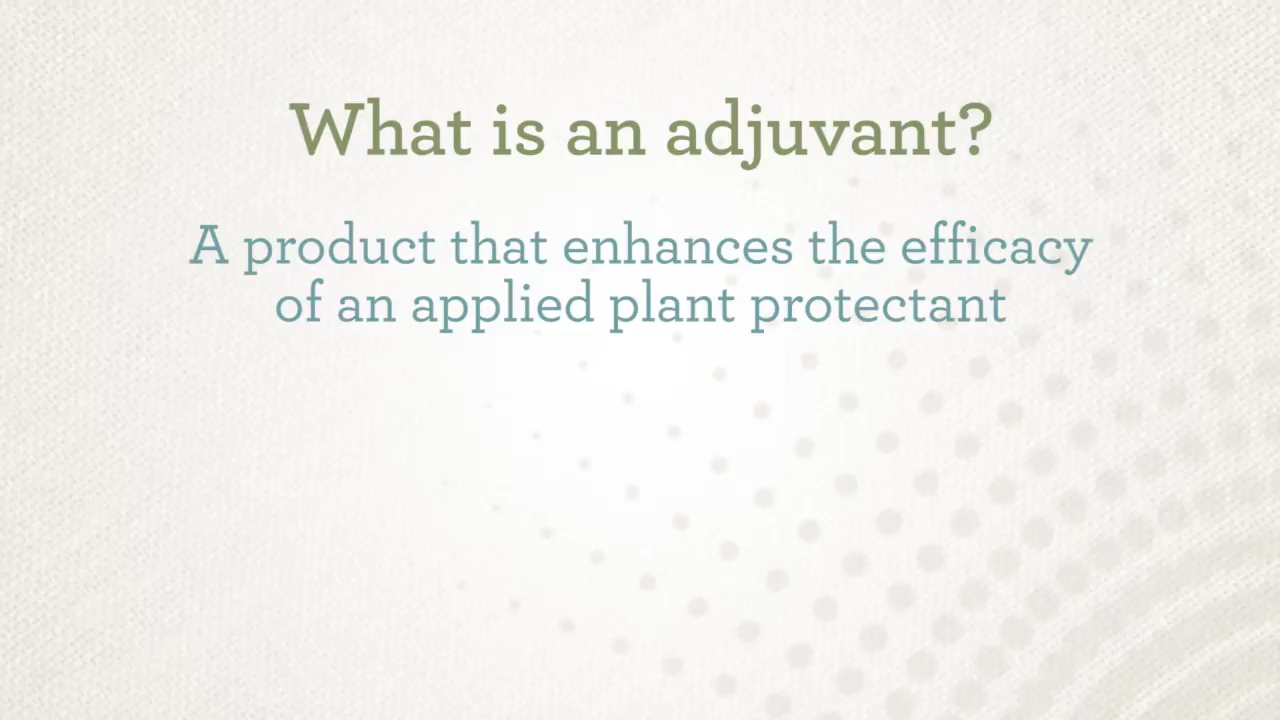 What is an adjuvant?
A product that enhances the efficacy
of an applied plant protectant